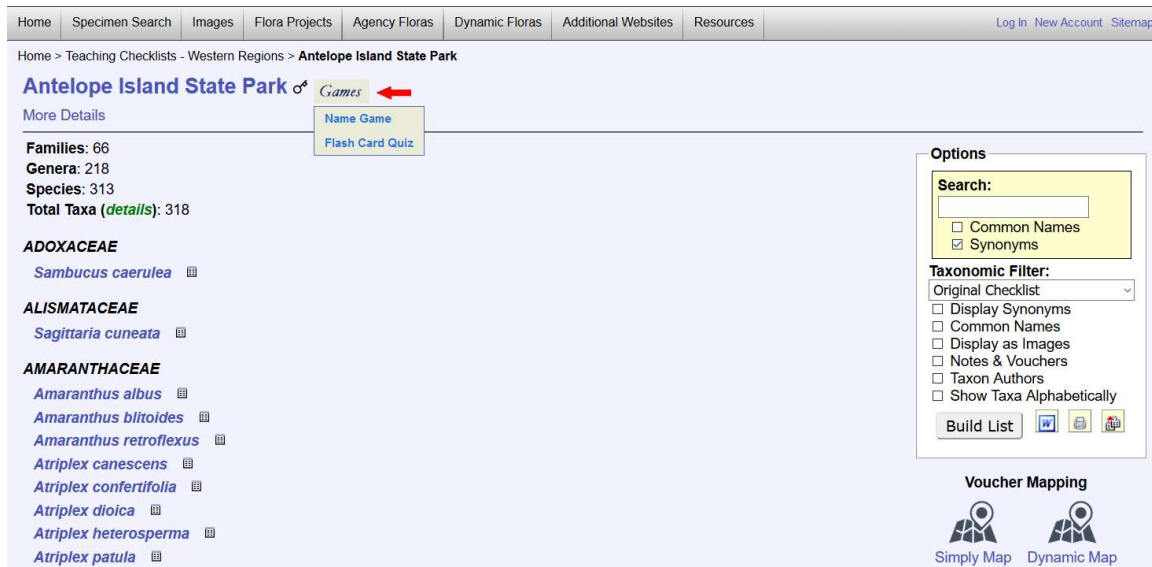 Home Specimen Search Images Flora Projects Agency Floras Dynamic Floras Additional Websites Resources Log In New Account Sitemap
Home > Teaching Checklists - Western Regions > Antelope Island State Park
Antelope Island State Park Games
More Details
Name Game
Flash Card Quiz
Families: 66
Genera: 218
Species: 313
Total Taxa (details): 318
ADOXACEAE
Sambucus caerulea
ALISMATACEAE
Sagittaria cuneata
AMARANTHACEAE
Amaranthus albus
Amaranthus blitoides
Amaranthus retroflexus
Atriplex canescens
Atriplex confertifolia
Atriplex dioica
Atriplex heterosperma
Atriplex patula
Options
Search:
Common Names
Synonyms
Taxonomic Filter:
Original Checklist
Display Synonyms
Common Names
Display as Images
Notes & Vouchers
Taxon Authors
Show Taxa Alphabetically
Build List W
Voucher Mapping
Simply Map Dynamic Map